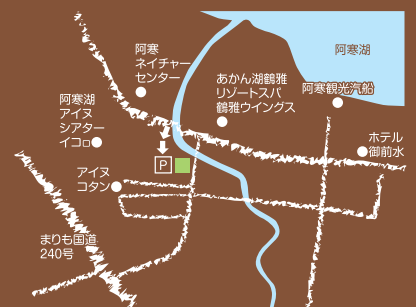 阿寒湖
阿寒
ネイチャー
センター
あかん湖鶴雅
リゾートスパ
鶴雅ウイングス
阿寒観光汽船
阿寒湖
アイヌ
シアター
イコロ
ホテル
御前水
P
アイヌ
コタン
まりも国道
240号